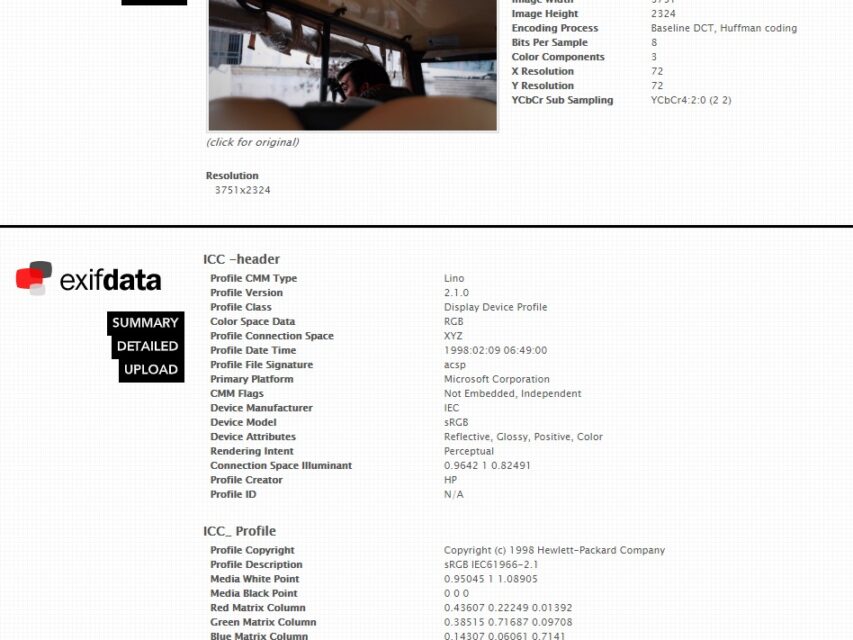 Image Width 3751
Image Height 2324
Encoding Process Baseline DCT, Huffman coding
Bits Per Sample 8
Color Components 3
X Resolution 72
Y Resolution 72
YCbCr Sub Sampling YCbCr4:2:0 (2 2)
(click for original)
Resolution
3751x2324
exifdata
SUMMARY
DETAILED
UPLOAD
ICC -header
Profile CMM Type Lino
Profile Version 2.1.0
Profile Class Display Device Profile
Color Space Data RGB
Profile Connection Space XYZ
Profile Date Time 1998:02:09 06:49:00
Profile File Signature acsp
Primary Platform Microsoft Corporation
CMM Flags Not Embedded, Independent
Device Manufacturer IEC
Device Model sRGB
Device Attributes Reflective, Glossy, Positive, Color
Rendering Intent Perceptual
Connection Space Illuminant 0.9642 1 0.82491
Profile Creator HP
Profile ID N/A
ICC_ Profile
Profile Copyright Copyright (c) 1998 Hewlett-Packard Company
Profile Description sRGB IEC61966-2.1
Media White Point 0.95045 1 1.08905
Media Black Point 0 0 0
Red Matrix Column 0.43607 0.22249 0.01392
Green Matrix Column 0.38515 0.71687 0.09708
Blue Matrix Column 0.14307 0.06061 0.7141